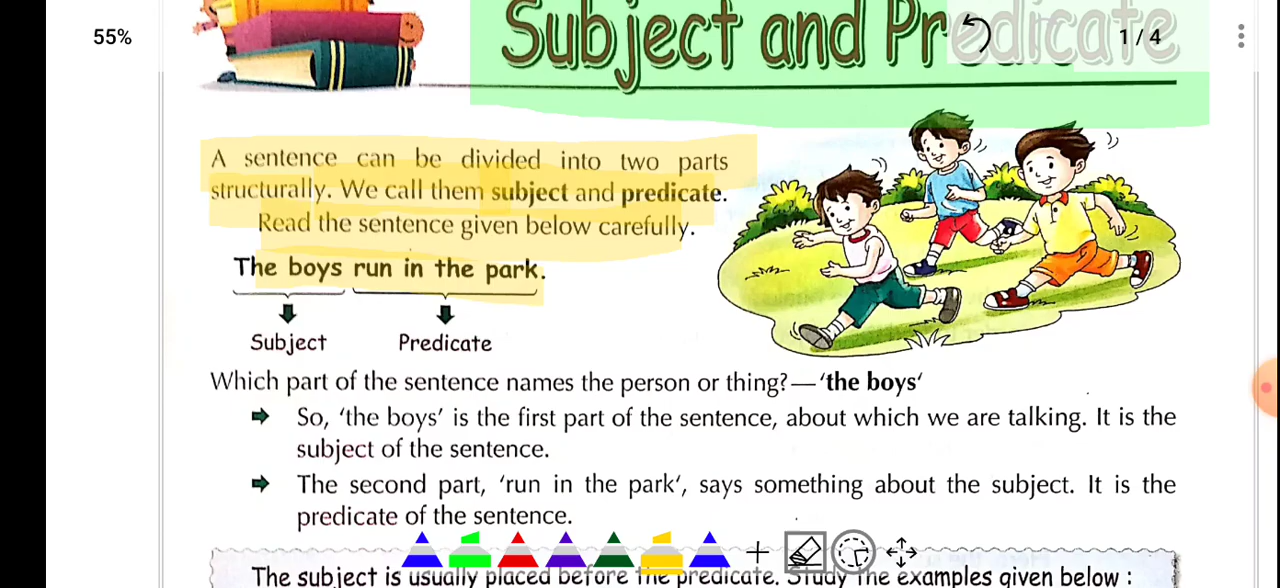 55%
Subject and Predicate
1 / 4
A sentence can be divided into two parts
structurally. We call them subject and predicate.
Read the sentence given below carefully.
The boys run in the park.
Subject Predicate
Which part of the sentence names the person or thing?—‘the boys‘
So, ‘the boys’ is the first part of the sentence, about which we are talking. It is the
subject of the sentence.
The second part, ‘run in the park‘, says something about the subject. It is the
predicate of the sentence.
The subject is usually placed before the predicate. Study the examples given below :